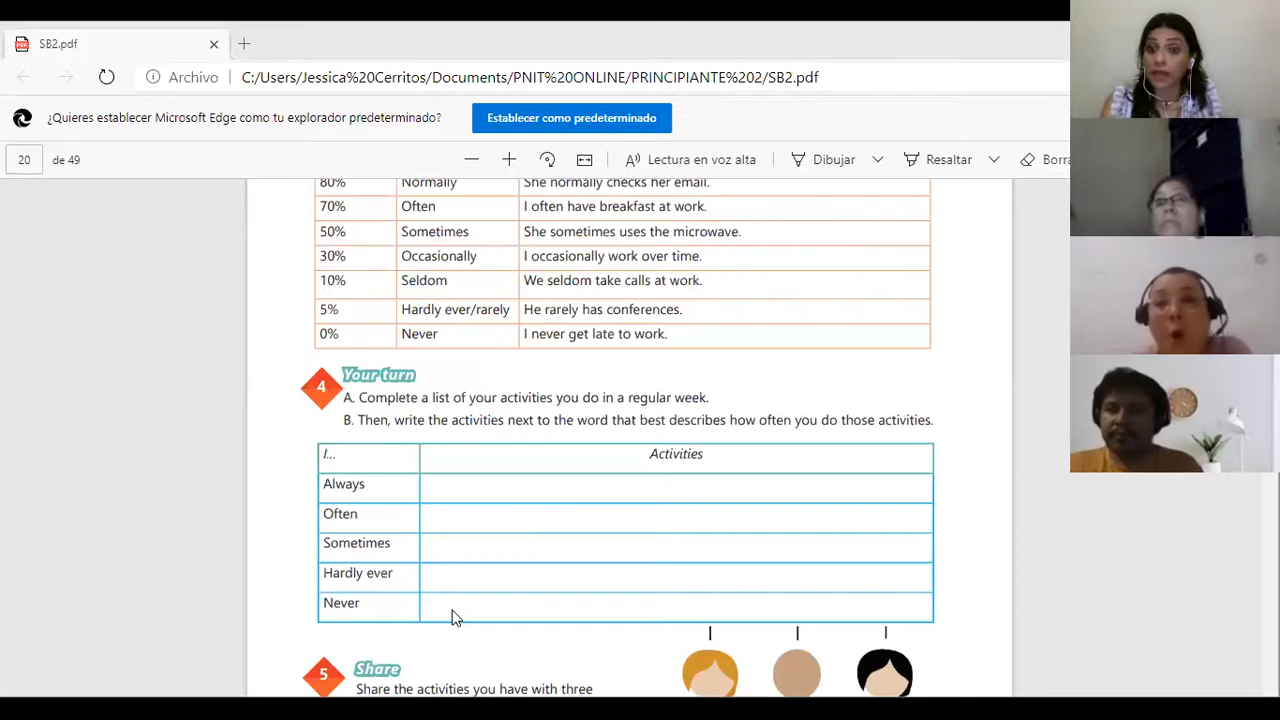 SB2.pdf
Archivo C:/Users/Jessica%20Cerritos/Documents/PNIT%20ONLINE/PRINCIPIANTE%202/SB2.pdf
¿Quieres establecer Microsoft Edge como tu explorador predeterminado? Establecer como predeterminado
20 de 49 Lectura en voz alta Dibujar Resaltar Borra
80% Normally She normally checks her email.
70% Often I often have breakfast at work.
50% Sometimes She sometimes uses the microwave.
30% Occasionally I occasionally work over time.
10% Seldom We seldom take calls at work.
5% Hardly ever/rarely He rarely has conferences.
0% Never I never get late to work.
4 Your turn
A. Complete a list of your activities you do in a regular week.
B. Then, write the activities next to the word that best describes how often you do those activities.
I... Activities
Always
Often
Sometimes
Hardly ever
Never
5 Share
Share the activities you have with three